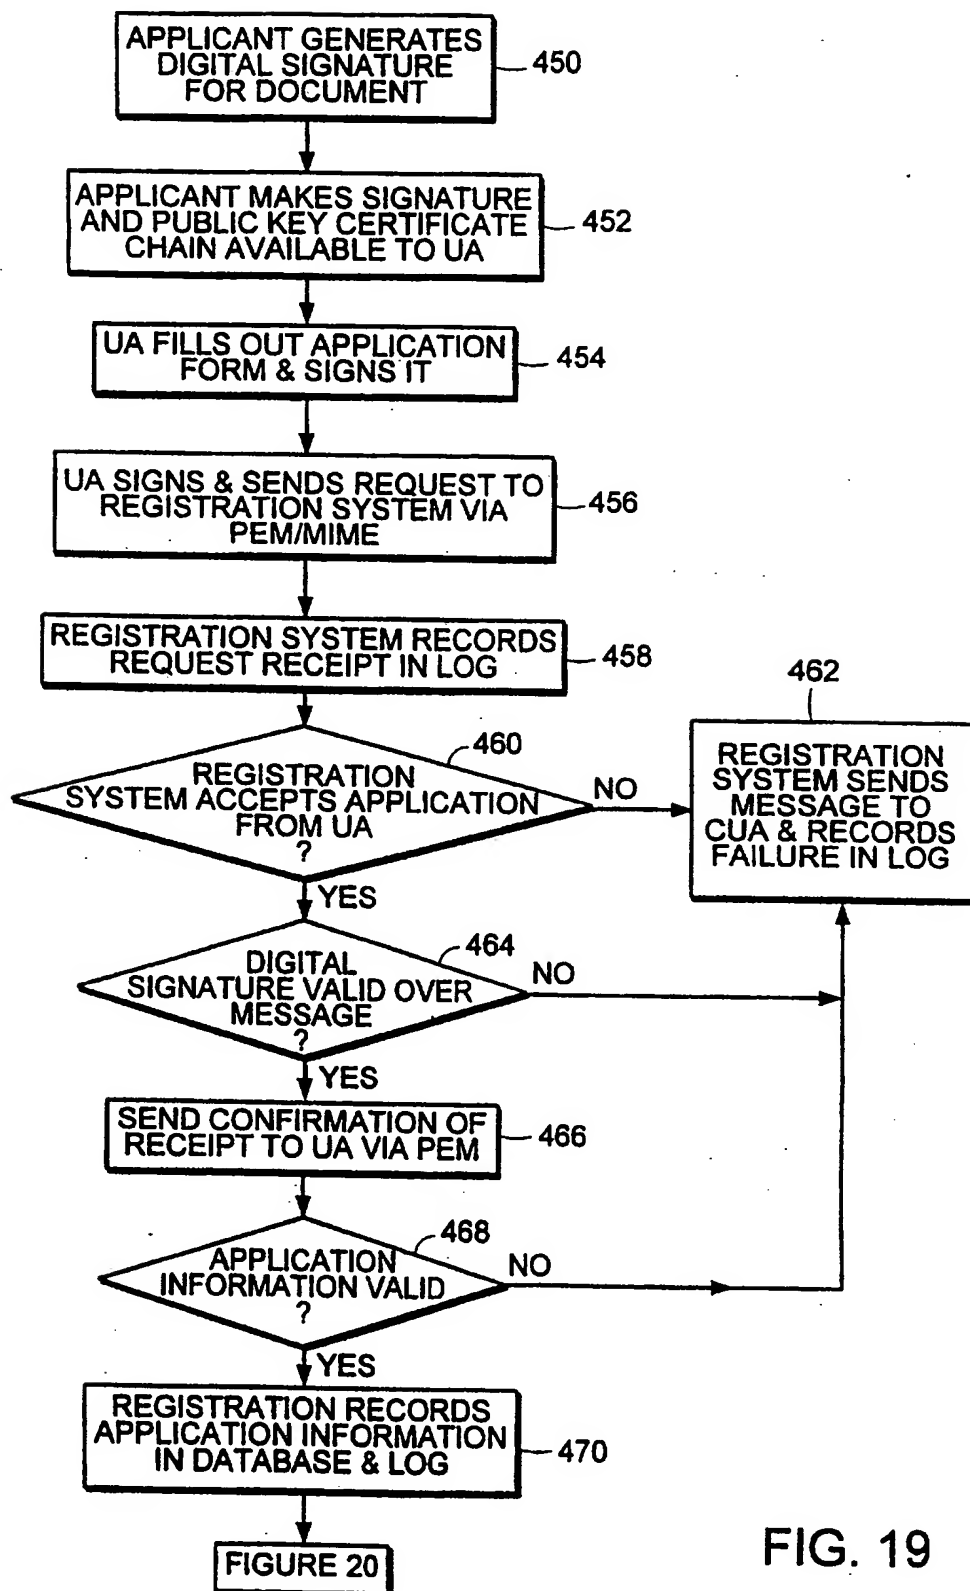 APPLICANT GENERATES
DIGITAL SIGNATURE
FOR DOCUMENT
450
APPLICANT MAKES SIGNATURE
AND PUBLIC KEY CERTIFICATE
CHAIN AVAILABLE TO UA
452
UA FILLS OUT APPLICATION
FORM & SIGNS IT
454
UA SIGNS & SENDS REQUEST TO
REGISTRATION SYSTEM VIA
PEM/MIME
456
REGISTRATION SYSTEM RECORDS
REQUEST RECEIPT IN LOG
458
460
REGISTRATION
SYSTEM ACCEPTS APPLICATION
FROM UA
?
NO
462
REGISTRATION
SYSTEM SENDS
MESSAGE TO
CUA & RECORDS
FAILURE IN LOG
YES
464
DIGITAL
SIGNATURE VALID OVER
MESSAGE
?
NO
YES
SEND CONFIRMATION OF
RECEIPT TO UA VIA PEM
466
468
APPLICATION
INFORMATION VALID
?
NO
YES
REGISTRATION RECORDS
APPLICATION INFORMATION
IN DATABASE & LOG
470
FIGURE 20
FIG. 19